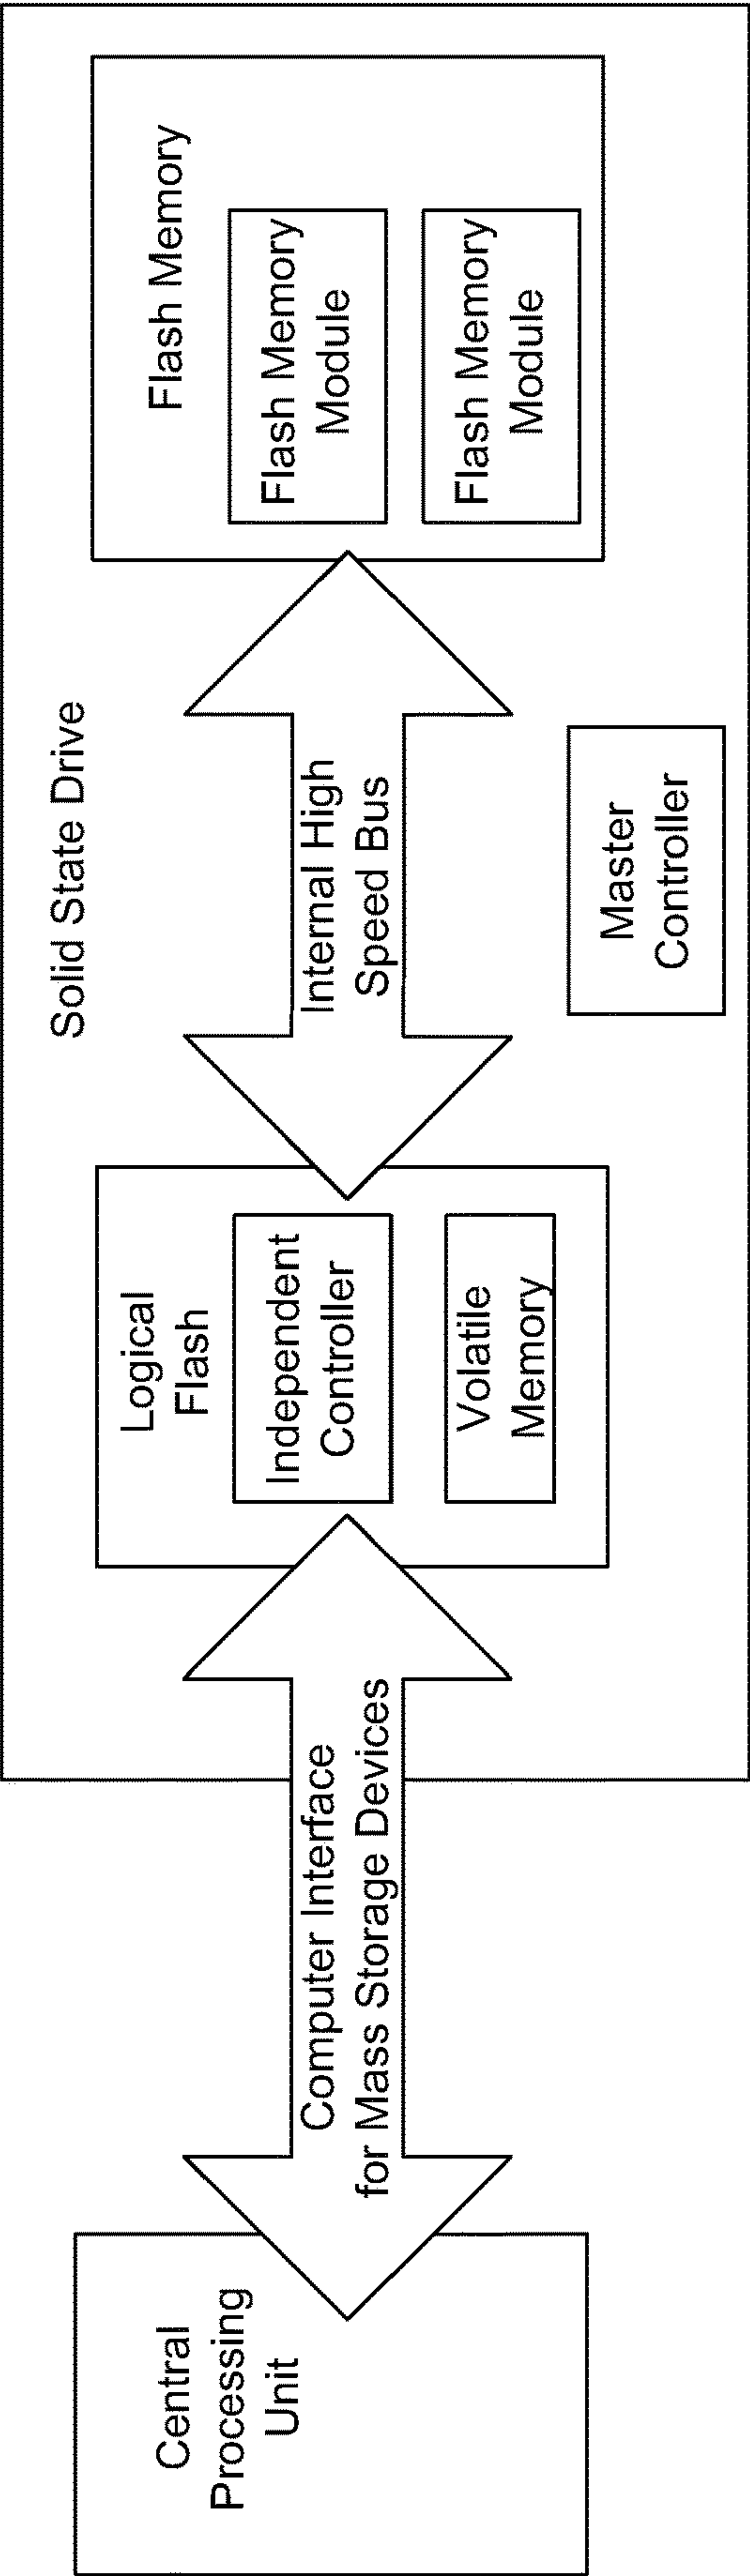 Solid State Drive
Central
Processing
Unit
Computer Interface
for Mass Storage Devices
Logical
Flash
Independent
Controller
Volatile
Memory
Internal High
Speed Bus
Master
Controller
Flash Memory
Flash Memory
Module
Flash Memory
Module